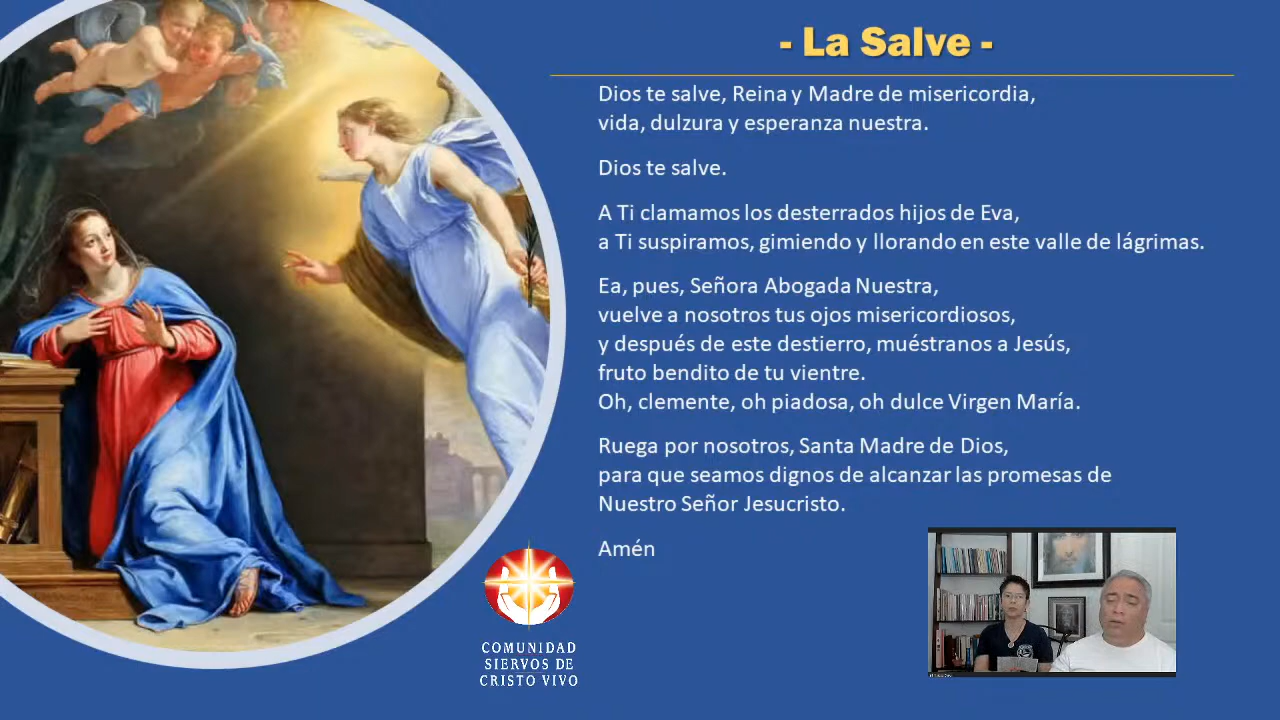 - La Salve -
Dios te salve, Reina y Madre de misericordia,
vida, dulzura y esperanza nuestra.
Dios te salve.
A Ti clamamos los desterrados hijos de Eva,
a Ti suspiramos, gimiendo y llorando en este valle de lágrimas.
Ea, pues, Señora Abogada Nuestra,
vuelve a nosotros tus ojos misericordiosos,
y después de este destierro, muéstranos a Jesús,
fruto bendito de tu vientre.
Oh, clemente, oh piadosa, oh dulce Virgen María.
Ruega por nosotros, Santa Madre de Dios,
para que seamos dignos de alcanzar las promesas de
Nuestro Señor Jesucristo.
Amén
COMUNIDAD
SIERVOS DE
CRISTO VIVO